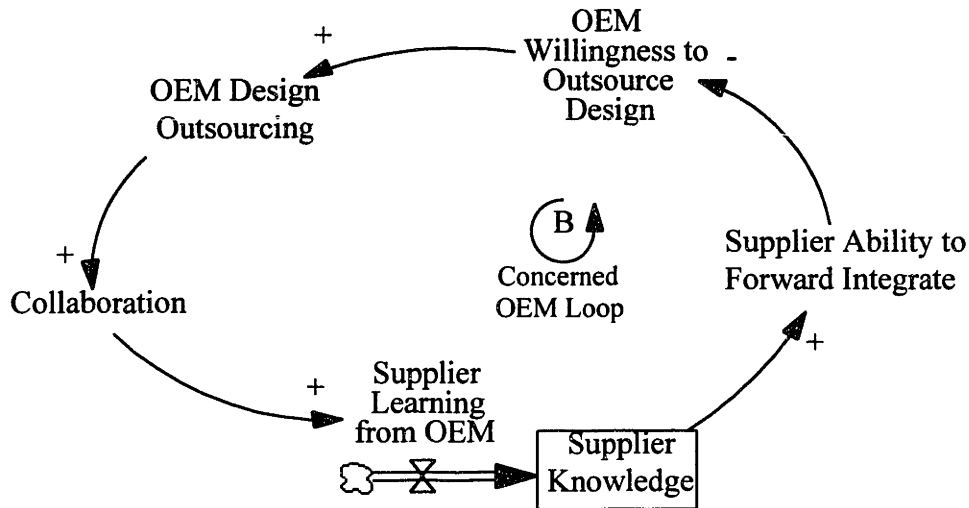 OEM
Willingness to
Outsource
Design
-
+
OEM Design
Outsourcing
B
Concerned
OEM Loop
Supplier Ability to
Forward Integrate
+
Collaboration
+
+
Supplier
Learning
from OEM
Supplier
Knowledge